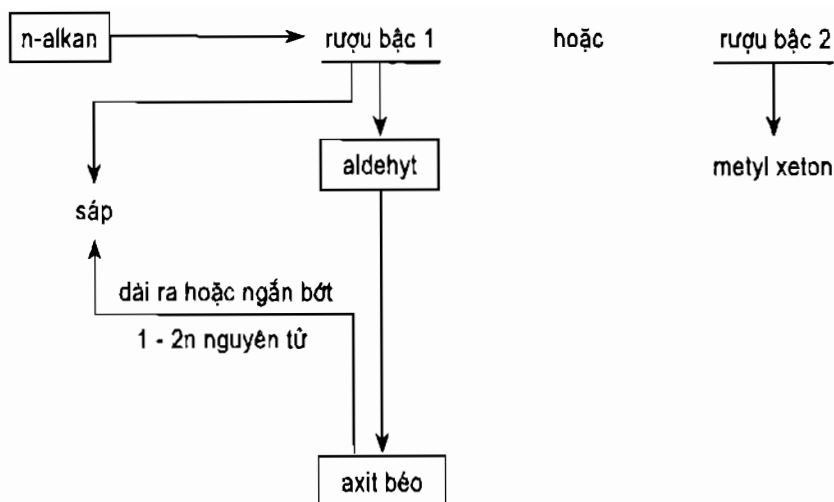 n-alkan
rượu bậc 1
hoặc
rượu bậc 2
aldehyt
metyl xeton
sáp
dài ra hoặc ngắn bớt
1 - 2n nguyên tử
axit béo